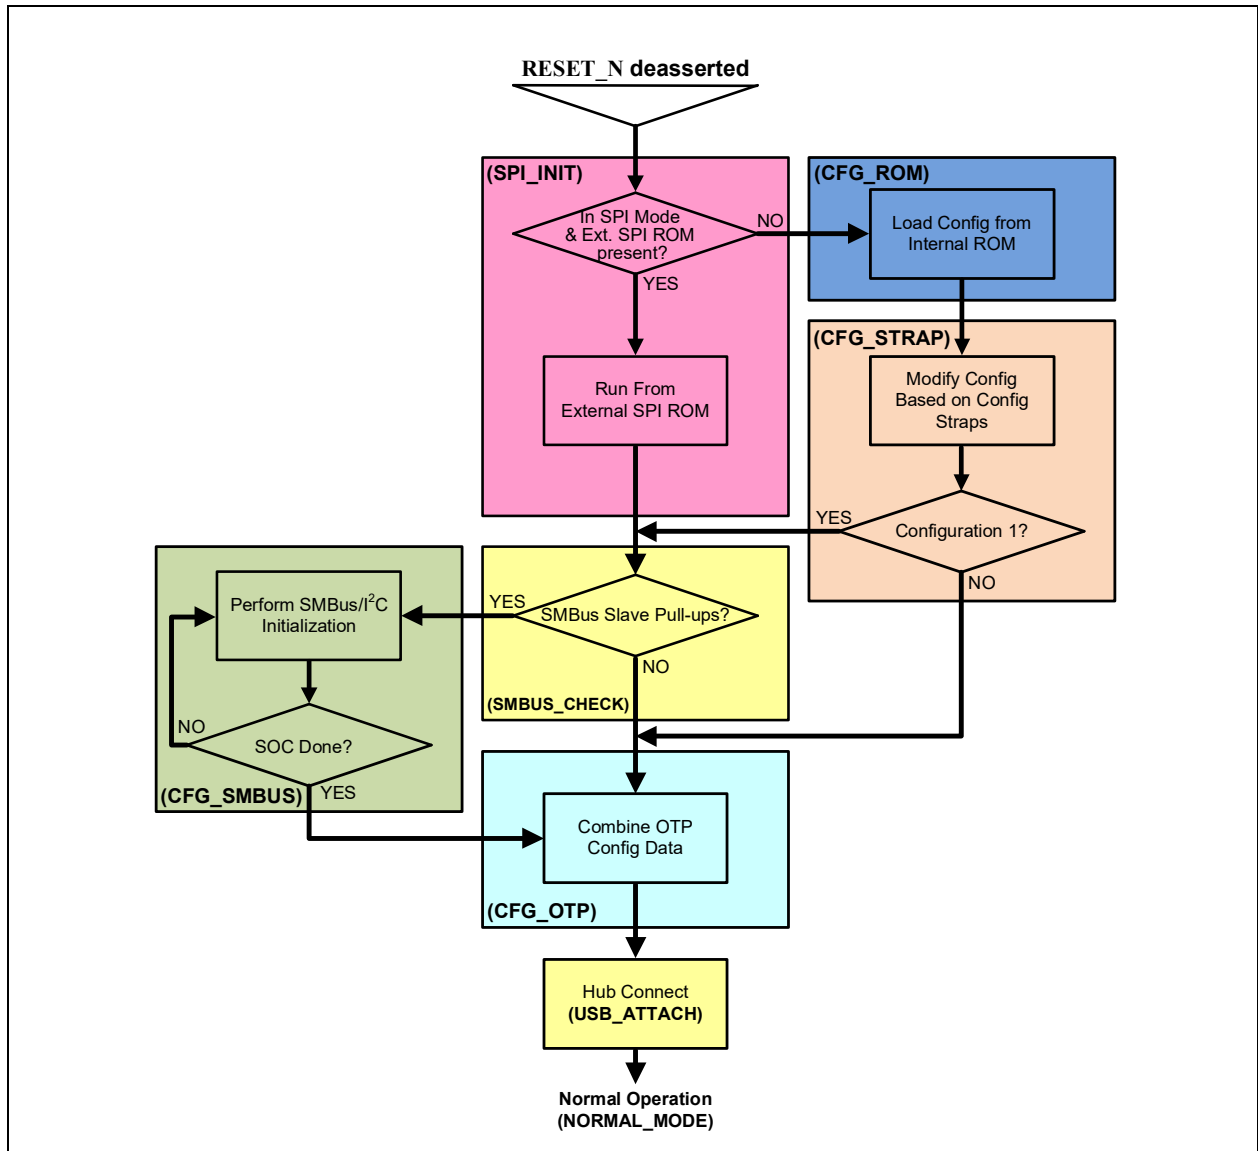 RESET_N deasserted
(SPI_INIT)
In SPI Mode
& Ext. SPI ROM
present?
NO
YES
Run From
External SPI ROM
(CFG_ROM)
Load Config from
Internal ROM
(CFG_STRAP)
Modify Config
Based on Config
Straps
Configuration 1?
YES
NO
SMBus Slave Pull-ups?
YES
NO
(SMBUS_CHECK)
Perform SMBus/I²C
Initialization
SOC Done?
NO
YES
(CFG_SMBUS)
Combine OTP
Config Data
(CFG_OTP)
Hub Connect
(USB_ATTACH)
Normal Operation
(NORMAL_MODE)